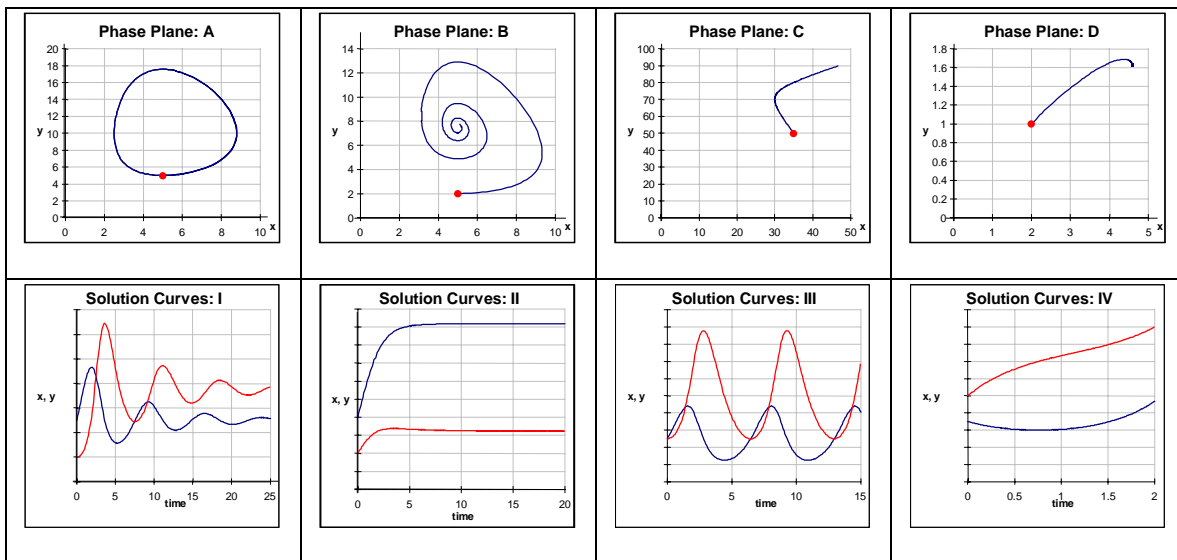 Phase Plane: A
20
18
16
14
12
10
8
6
4
2
0
y
0 2 4 6 8 10
x
Phase Plane: B
14
12
10
8
6
4
2
0
y
0 2 4 6 8 10
x
Phase Plane: C
100
90
80
70
60
50
40
30
20
10
0
y
0 10 20 30 40 50
x
Phase Plane: D
1.8
1.6
1.4
1.2
1
0.8
0.6
0.4
0.2
0
y
0 1 2 3 4 5
x
Solution Curves: I
x, y
0 5 10 15 20 25
time
Solution Curves: II
x, y
0 5 10 15 20
time
Solution Curves: III
x, y
0 5 10 15
time
Solution Curves: IV
x, y
0 0.5 1 1.5 2
time